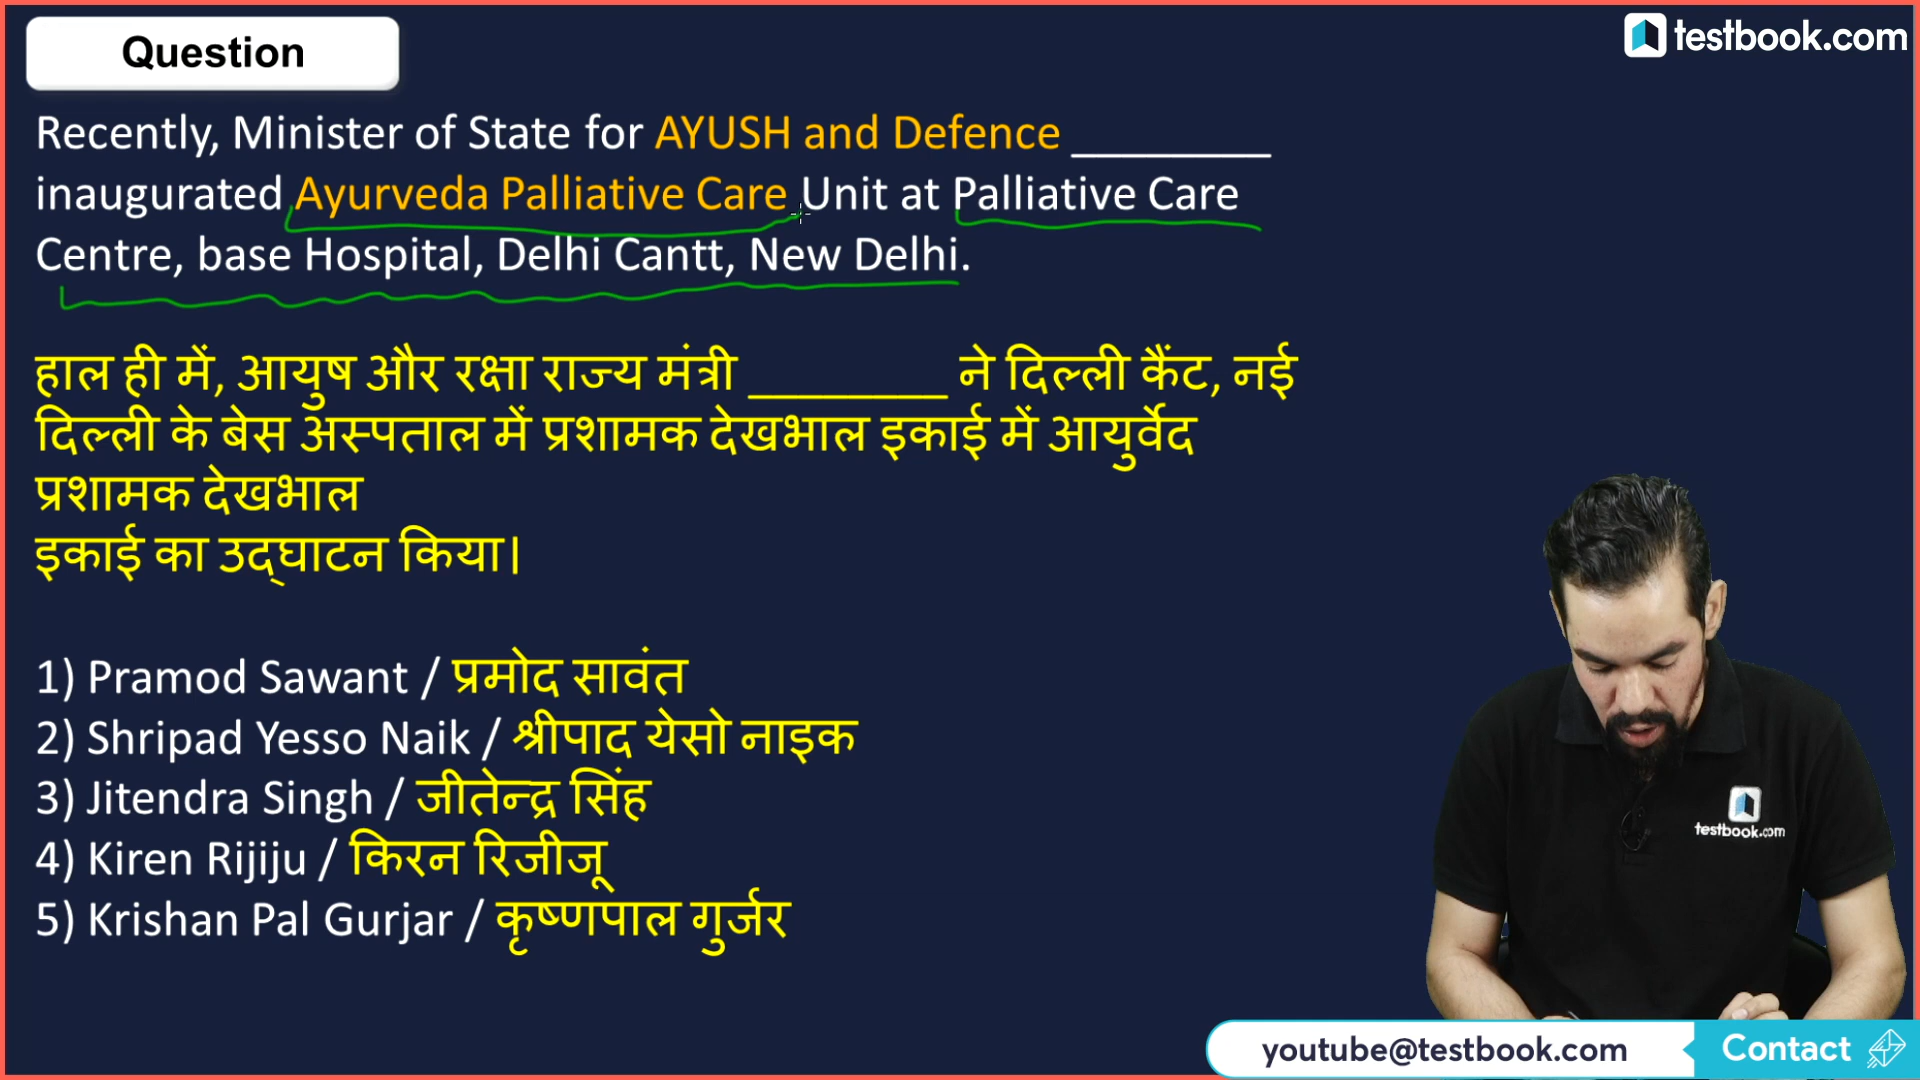 Question
testbook.com
Recently, Minister of State for AYUSH and Defence ________
inaugurated Ayurveda Palliative Care Unit at Palliative Care
Centre, base Hospital, Delhi Cantt, New Delhi.
हाल ही में, आयुष और रक्षा राज्य मंत्री ________ ने दिल्ली कैंट, नई
दिल्ली के बेस अस्पताल में प्रशामक देखभाल इकाई में आयुर्वेद
प्रशामक देखभाल
इकाई का उद्घाटन किया।
1) Pramod Sawant / प्रमोद सावंत
2) Shripad Yesso Naik / श्रीपाद येसो नाइक
3) Jitendra Singh / जीतेन्द्र सिंह
4) Kiren Rijiju / किरन रिजीजू
5) Krishan Pal Gurjar / कृष्णपाल गुर्जर
testbook.com
youtube@testbook.com Contact